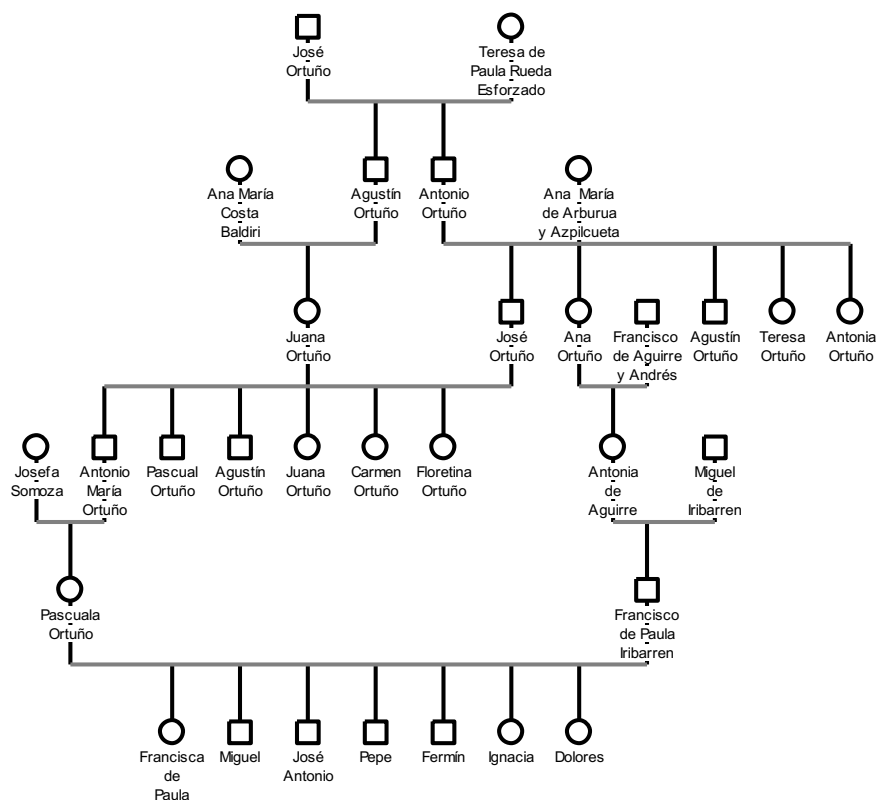 José
Ortuño
Teresa de
Paula Rueda
Esforzado
Ana María
Costa
Baldiri
Agustín
Ortuño
Antonio
Ortuño
Ana María
de Arburua
y Azpilcueta
Juana
Ortuño
José
Ortuño
Ana
Ortuño
Francisco
de Aguirre
y Andrés
Agustín
Ortuño
Teresa
Ortuño
Antonia
Ortuño
Josefa
Somoza
Antonio
María
Ortuño
Pascual
Ortuño
Agustín
Ortuño
Juana
Ortuño
Carmen
Ortuño
Floretina
Ortuño
Antonia
de
Aguirre
Miguel
de
Iribarren
Pascuala
Ortuño
Francisco
de Paula
Iribarren
Francisca
de
Paula
Miguel
José
Antonio
Pepe
Fermín
Ignacia
Dolores